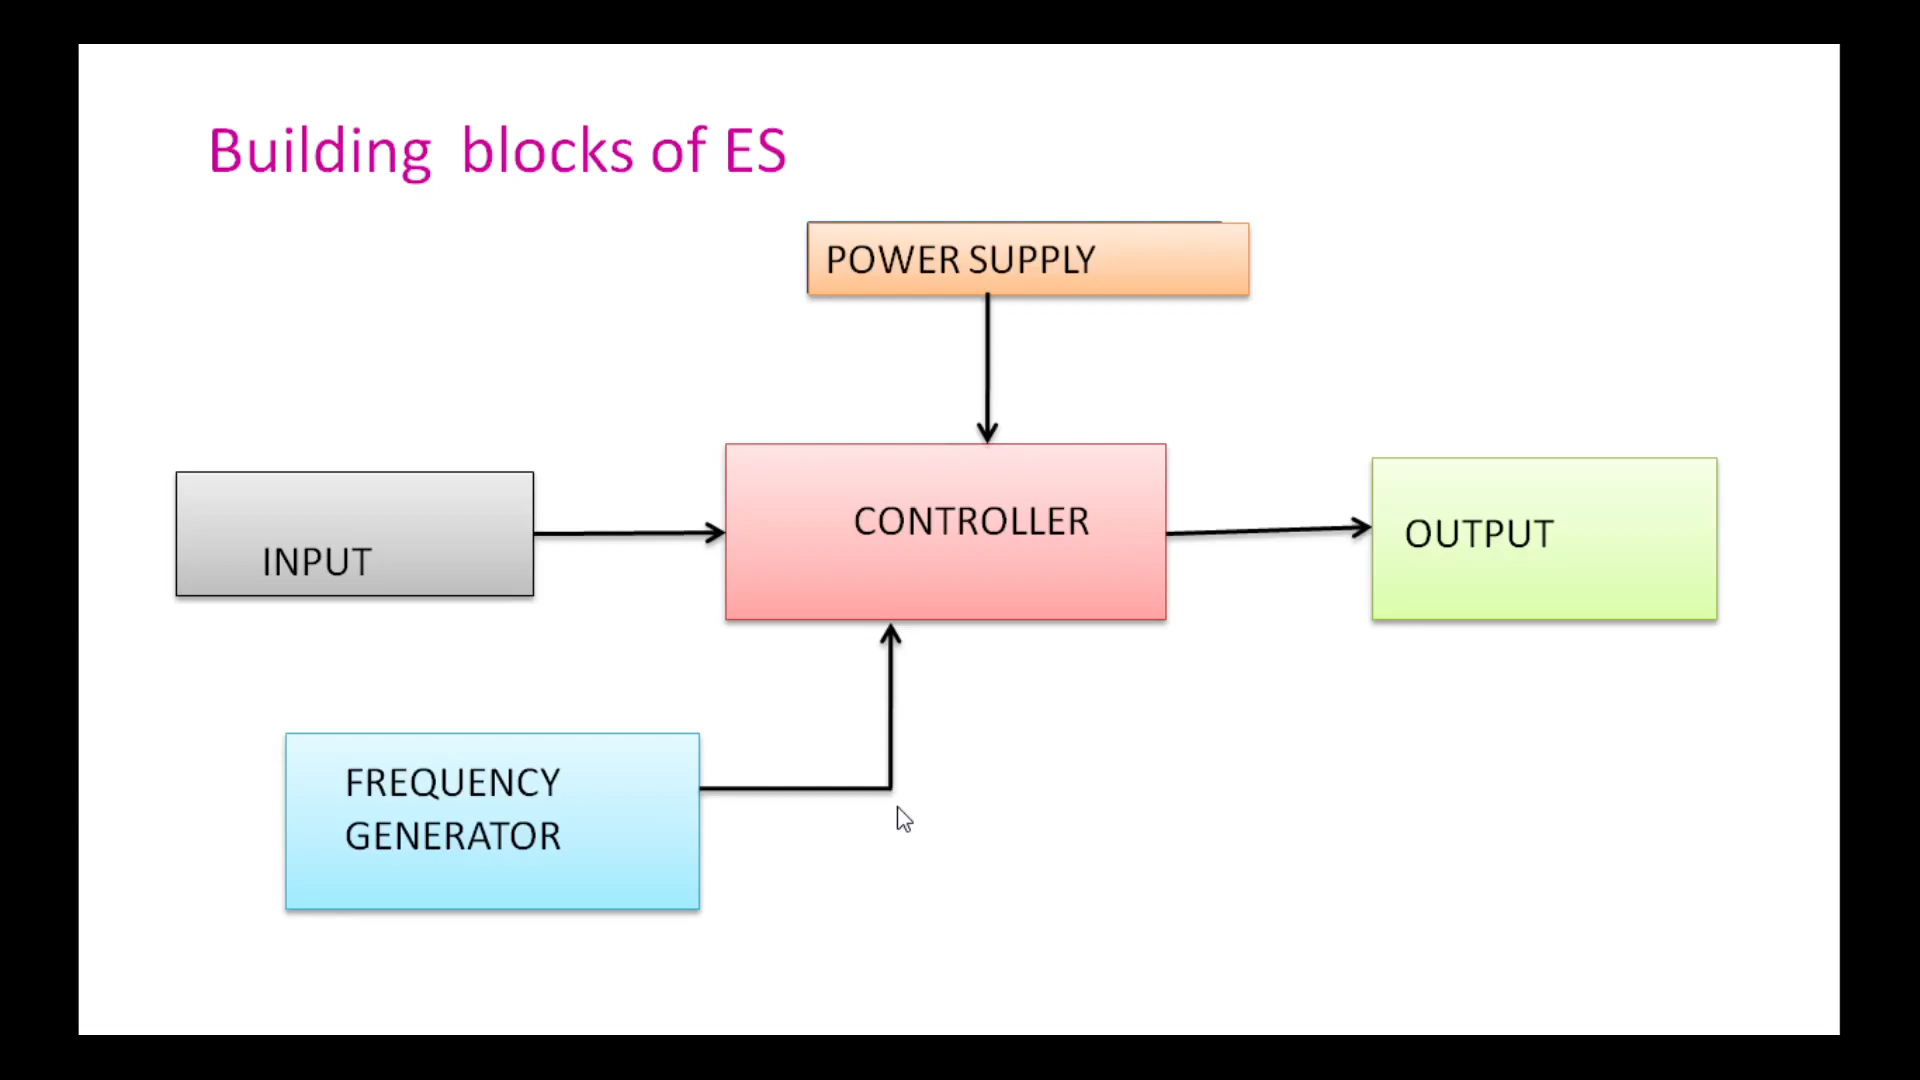 Building blocks of ES
POWER SUPPLY
INPUT
CONTROLLER
OUTPUT
FREQUENCY
GENERATOR